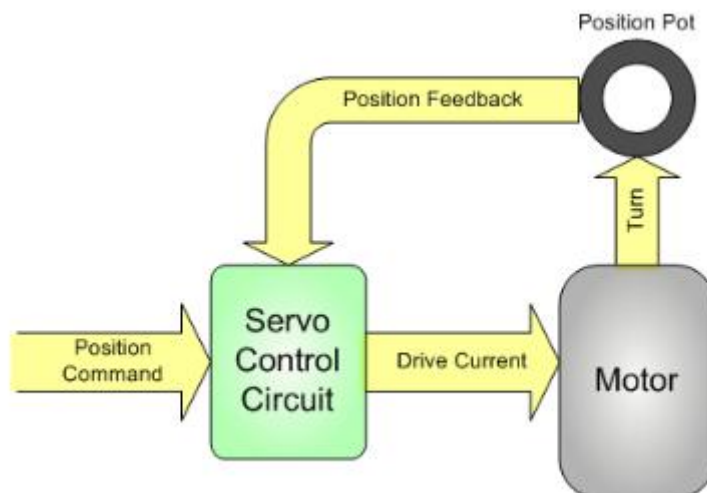 Position Pot
Position Feedback
Turn
Servo
Control
Circuit
Position
Command
Drive Current
Motor